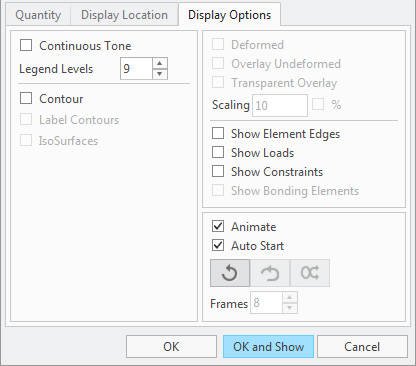 Quantity Display Location Display Options
Continuous Tone
Legend Levels 9
Contour
Label Contours
IsoSurfaces
Deformed
Overlay Undeformed
Transparent Overlay
Scaling 10 %
Show Element Edges
Show Loads
Show Constraints
Show Bonding Elements
Animate
Auto Start
Frames 8
OK OK and Show Cancel